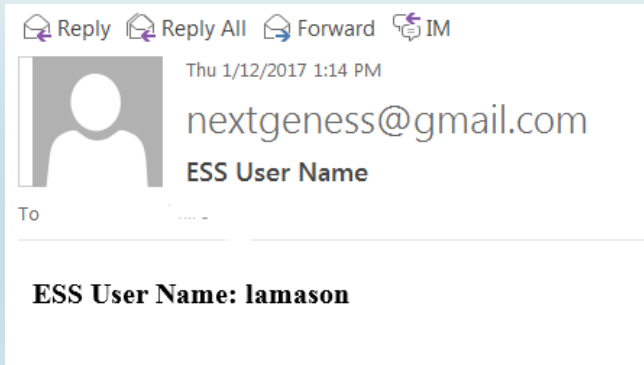 Reply Reply All Forward IM
Thu 1/12/2017 1:14 PM
nextgeness@gmail.com
ESS User Name
To
ESS User Name: lamason